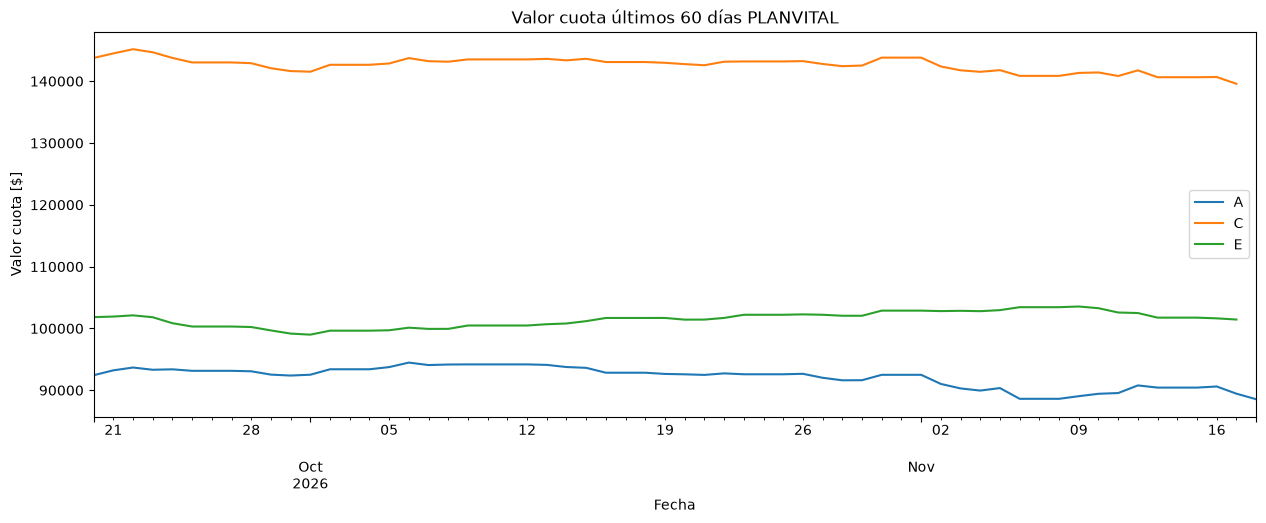 Valor cuota últimos 60 días PLANVITAL
Valor cuota [$]
140000
130000
120000
110000
100000
90000
A
C
E
21 28 05 12 19 26 02 09 16
Oct Nov
2026
Fecha